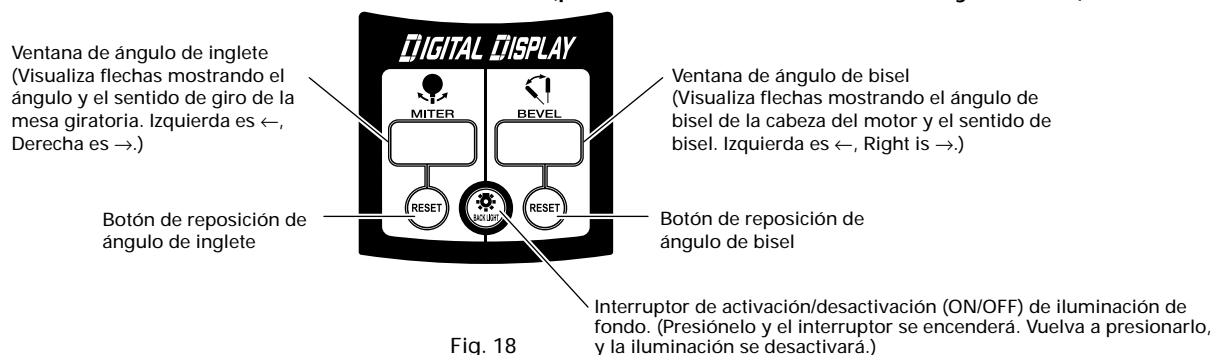 Ventana de ángulo de inglete
(Visualiza flechas mostrando el
ángulo y el sentido de giro de la
mesa giratoria. Izquierda es ←,
Derecha es →.)
DIGITAL DISPLAY
MITER
BEVEL
RESET
BACK LIGHT
RESET
Ventana de ángulo de bisel
(Visualiza flechas mostrando el ángulo de
bisel de la cabeza del motor y el sentido de
bisel. Izquierda es ←, Right is →.)
Botón de reposición de
ángulo de inglete
Botón de reposición de
ángulo de bisel
Interruptor de activación/desactivación (ON/OFF) de iluminación de
fondo. (Presiónelo y el interruptor se encenderá. Vuelva a presionarlo,
y la iluminación se desactivará.)
Fig. 18